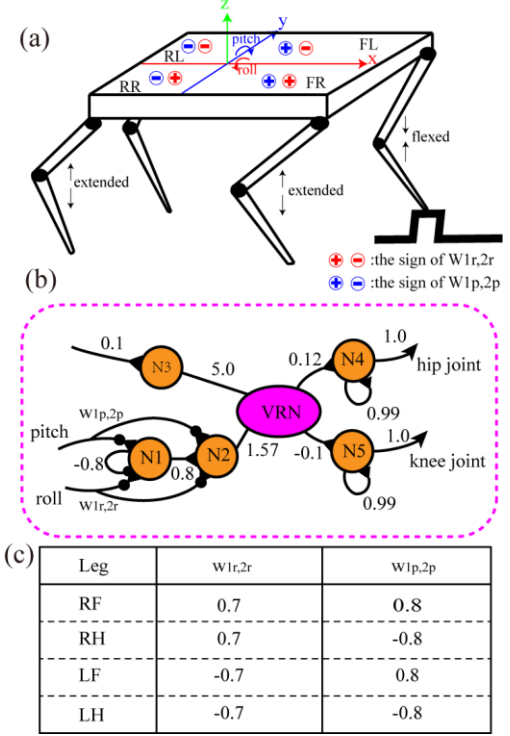 (a)
z
y
pitch
FL
RL
x
roll
RR
FR
flexed
extended
extended
⊕ ⊖ :the sign of W1r,2r
⊕ ⊖ :the sign of W1p,2p
(b)
0.1
N3
5.0
0.12
N4
1.0
hip joint
W1p,2p
VRN
0.99
pitch
1.57
-0.1
1.0
-0.8
N1
0.8
N2
N5
knee joint
roll
W1r,2r
0.99
(c)
Leg W1r,2r W1p,2p
RF 0.7 0.8
RH 0.7 -0.8
LF -0.7 0.8
LH -0.7 -0.8